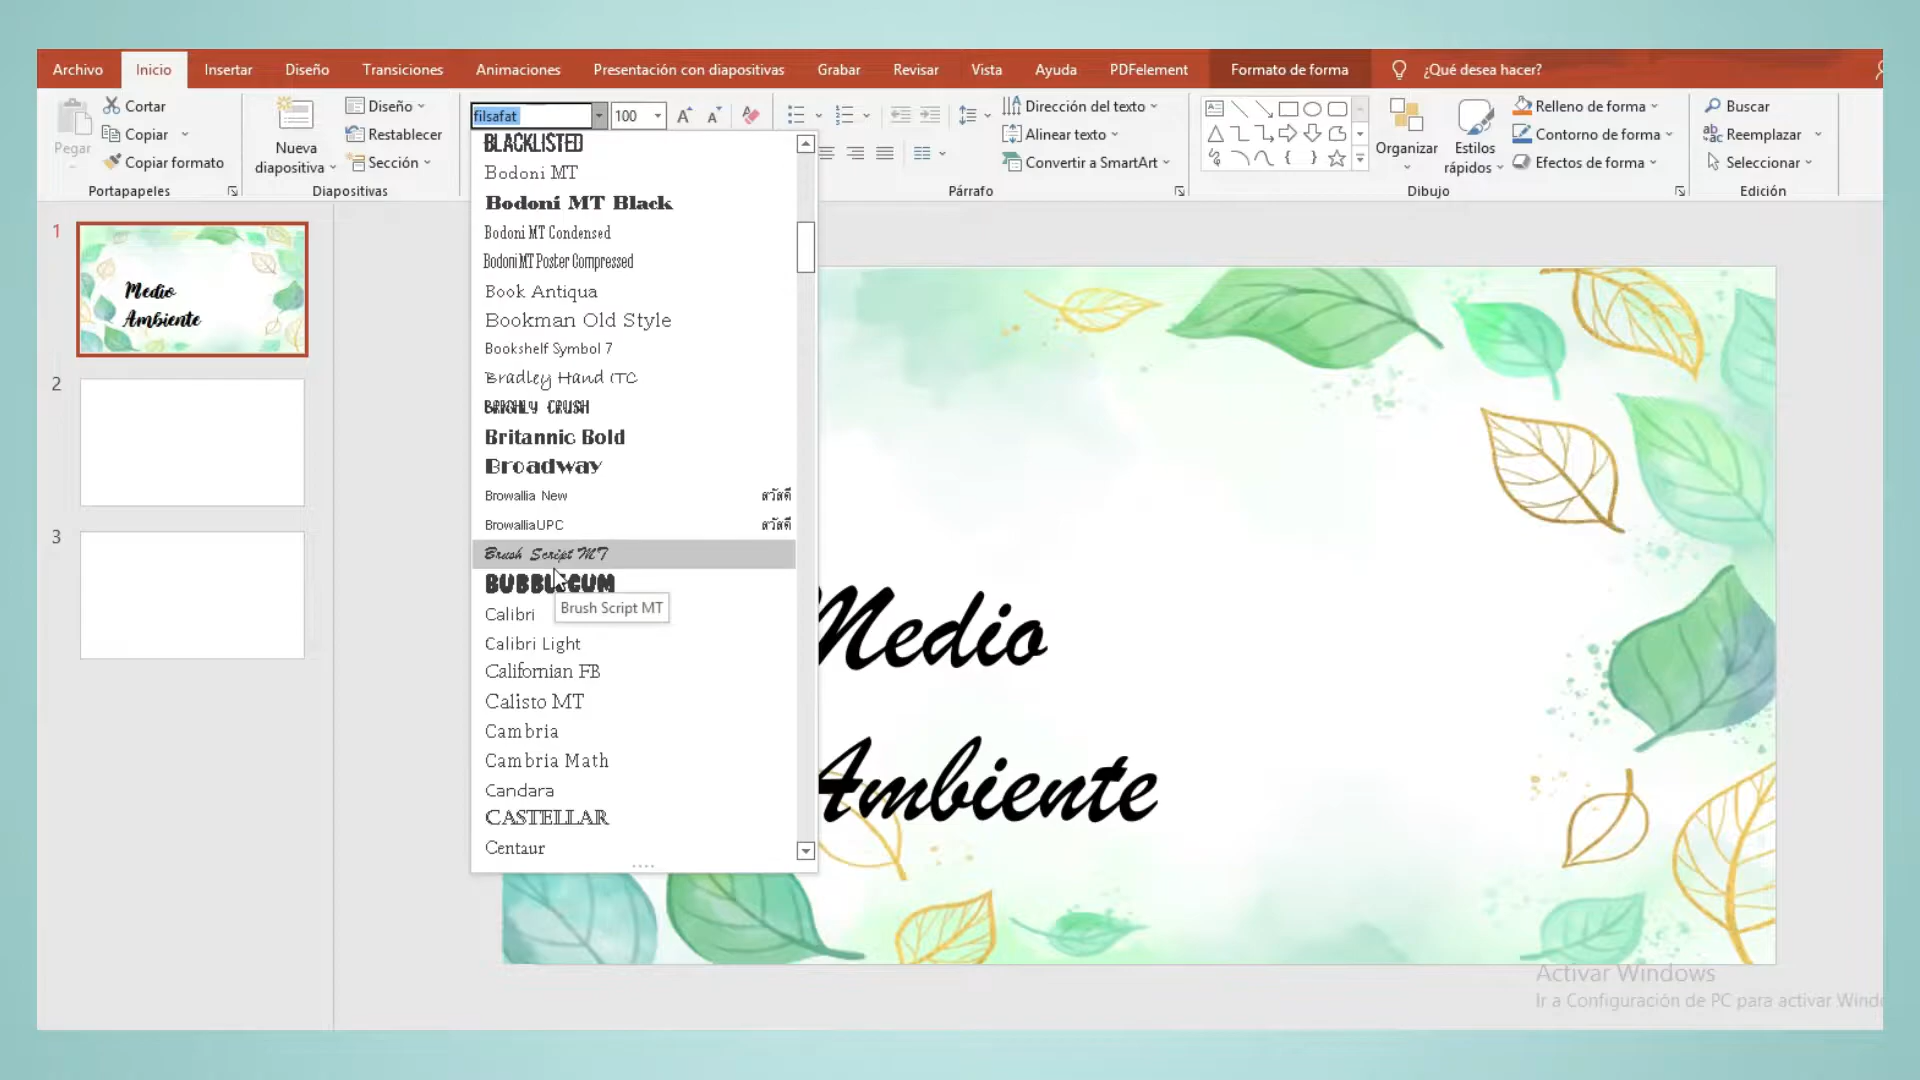 Archivo Inicio Insertar Diseño Transiciones Animaciones Presentación con diapositivas Grabar Revisar Vista Ayuda PDFelement Formato de forma ¿Qué desea hacer?
Pegar
Cortar
Copiar
Copiar formato
Portapapeles
Nueva
diapositiva
Diseño
Restablecer
Sección
Diapositivas
filsafat 100
Dirección del texto
Alinear texto
Convertir a SmartArt
Párrafo
Organizar
Estilos
rápidos
Relleno de forma
Contorno de forma
Efectos de forma
Dibujo
Buscar
Reemplazar
Seleccionar
Edición
1
Medio
Ambiente
2
3
BLACKLISTED
Bodoni MT
Bodoni MT Black
Bodoni MT Condensed
Bodoni MT Poster Compressed
Book Antiqua
Bookman Old Style
Bookshelf Symbol 7
Bradley Hand ITC
BRIGHLY CRUSH
Britannic Bold
Broadway
Browallia New สวัสดี
BrowalliaUPC สวัสดี
Brush Script MT
BUBBLEGUM
Brush Script MT
Calibri
Calibri Light
Californian FB
Calisto MT
Cambria
Cambria Math
Candara
CASTELLAR
Centaur
Medio
Ambiente
Activar Windows
Ir a Configuración de PC para activar Wind